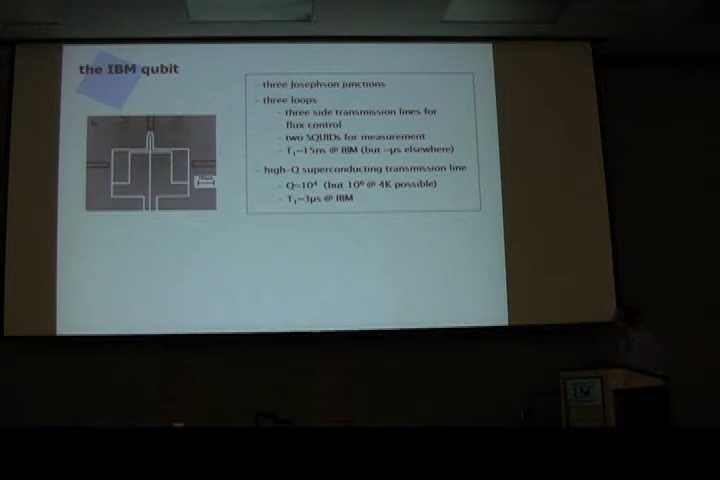 the IBM qubit
- three Josephson junctions
- three loops
- three side transmission lines for
flux control
- two SQUIDs for measurement
- T₁~15ns @ IBM (but ~μs elsewhere)
- high-Q superconducting transmission line
- Q≈10⁴ (but 10⁶ @ 4K possible)
- T₁~3μs @ IBM